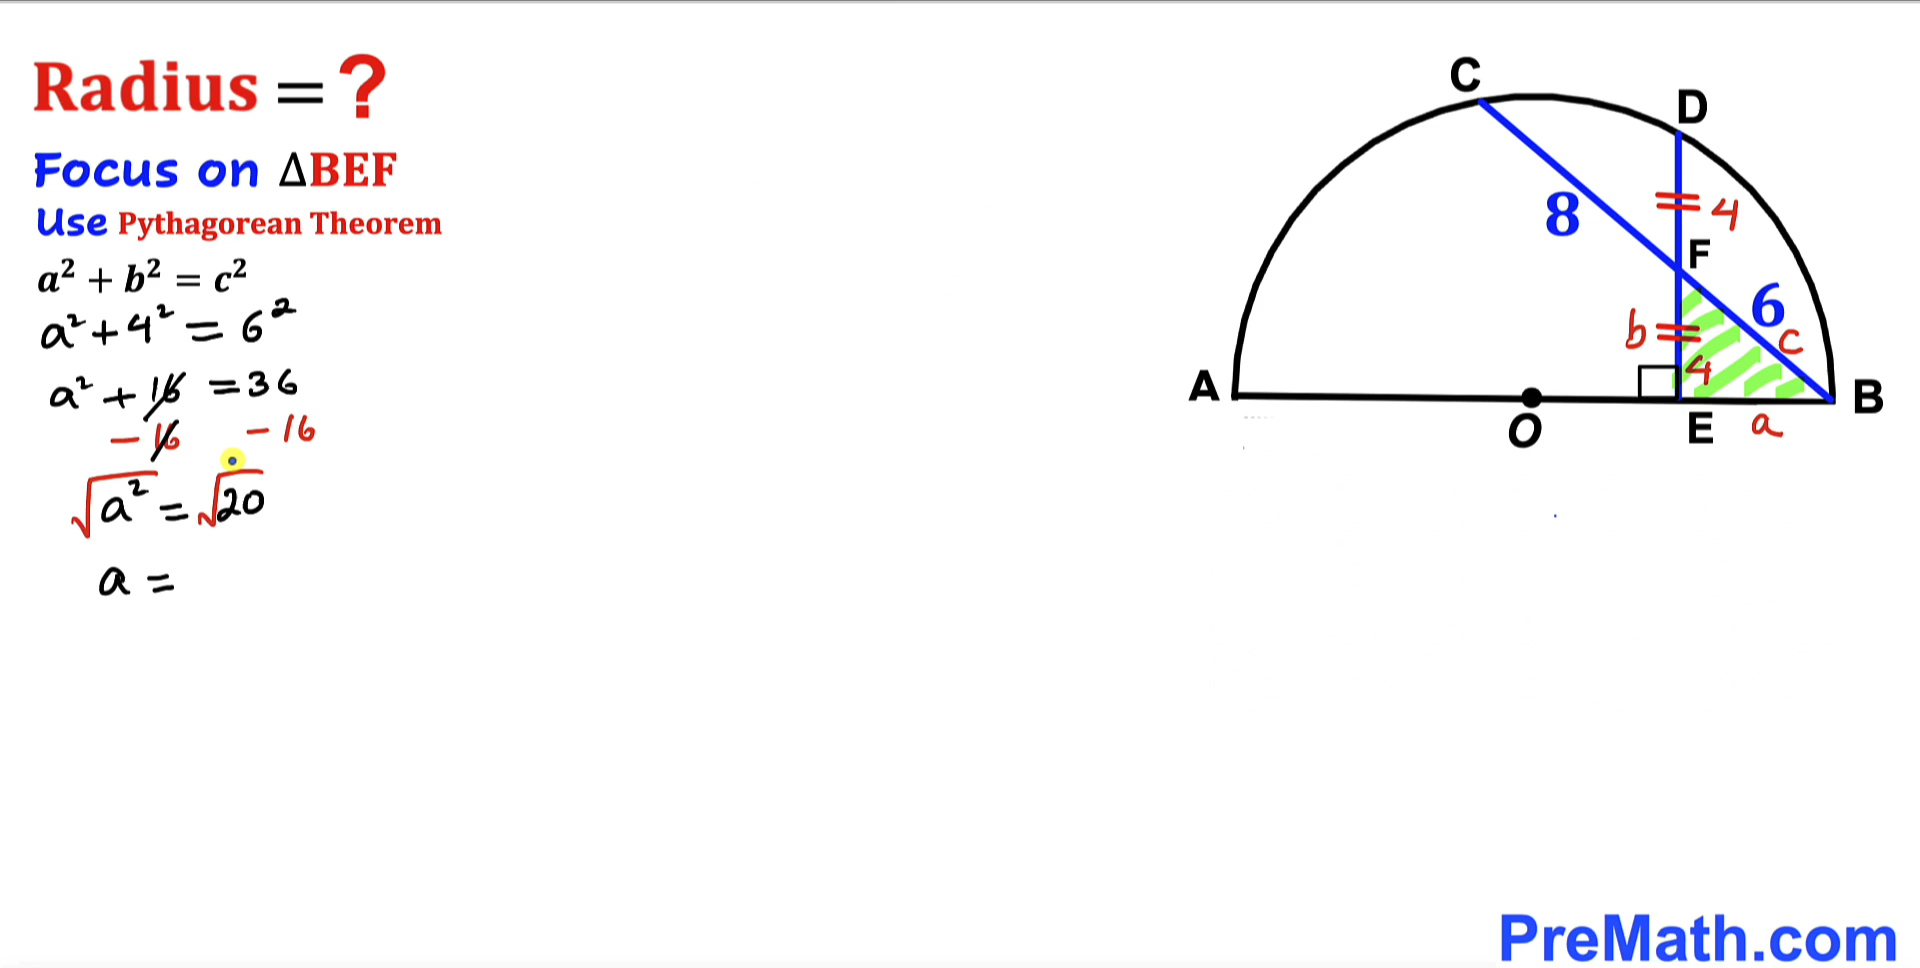 Radius = ?
Focus on ΔBEF
Use Pythagorean Theorem
a² + b² = c²
a² + 4² = 6²
a² + 16 = 36
- 16 - 16
√a² = √20
a =
C
D
8
4
F
6
b
c
4
A
B
O
E
a
PreMath.com